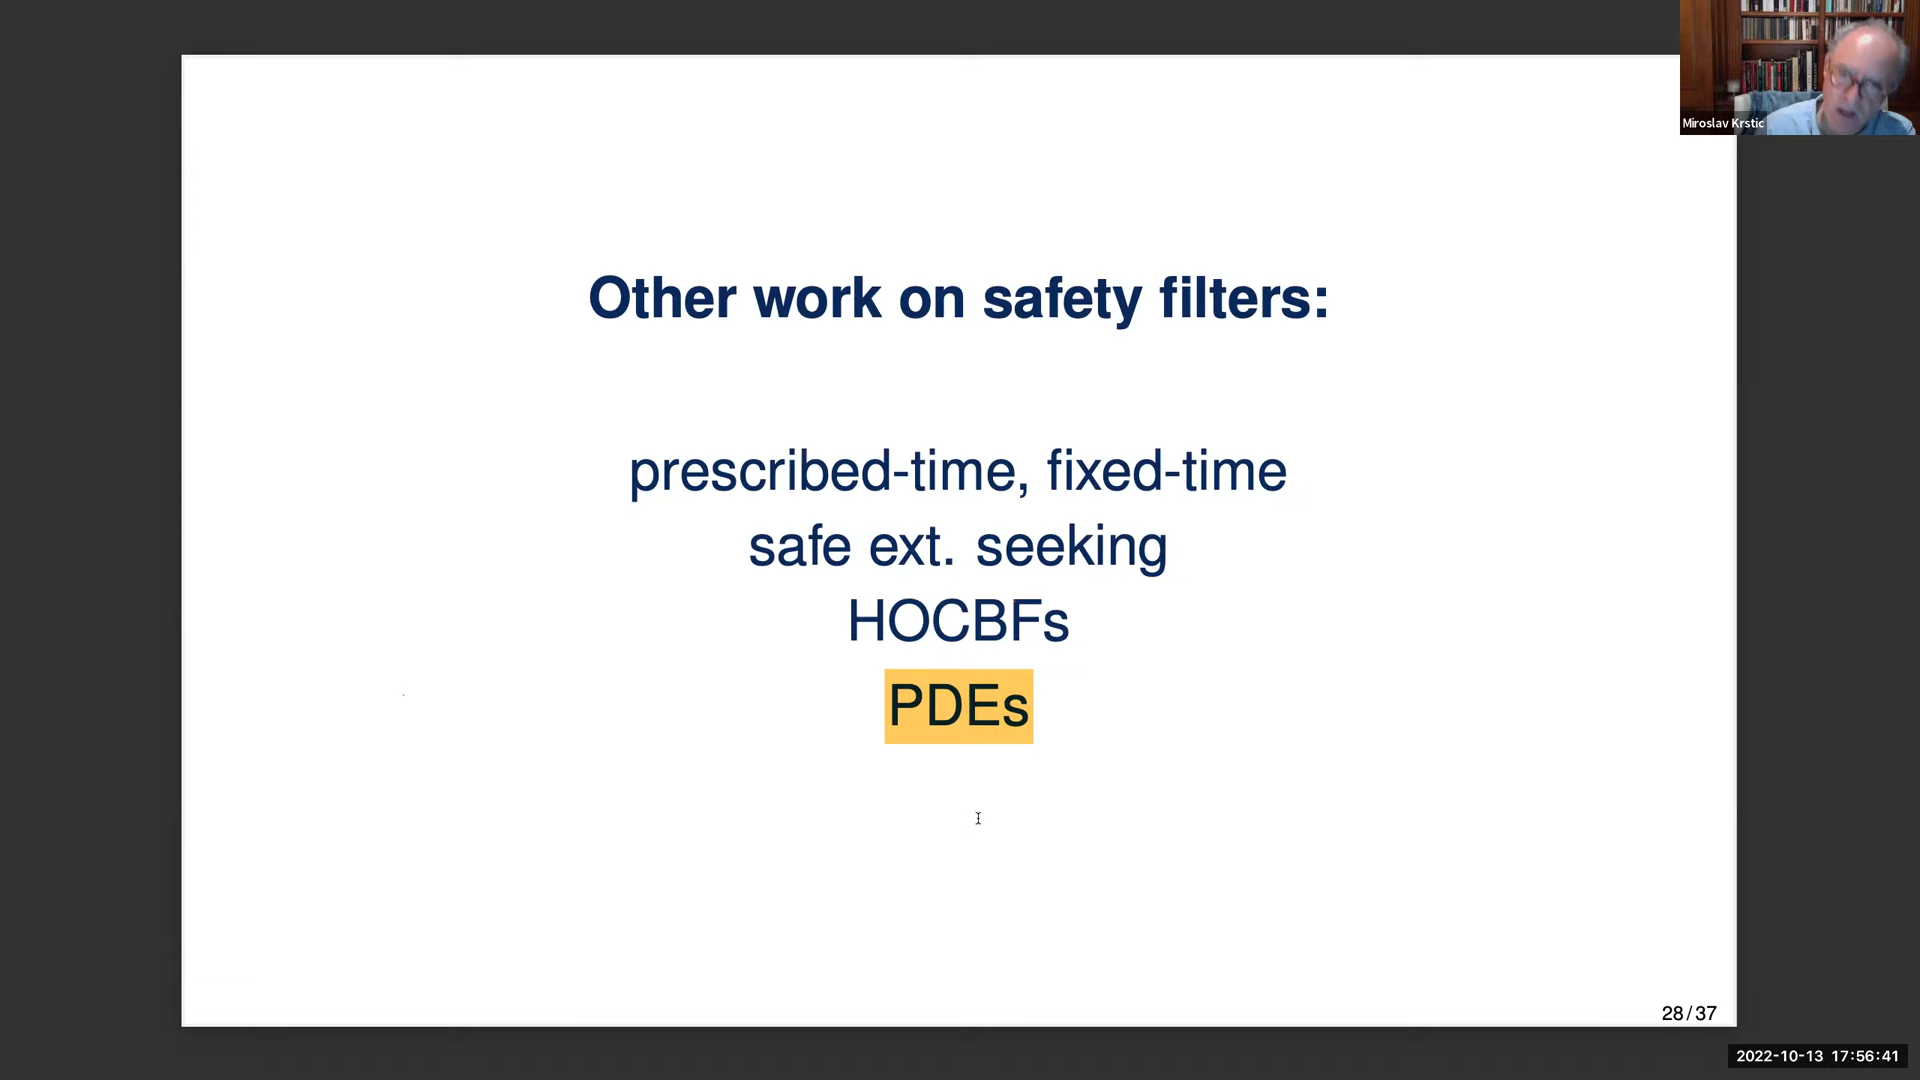 Miroslav Krstic
Other work on safety filters:
prescribed-time, fixed-time
safe ext. seeking
HOCBFs
PDEs
28/37
2022-10-13 17:56:41